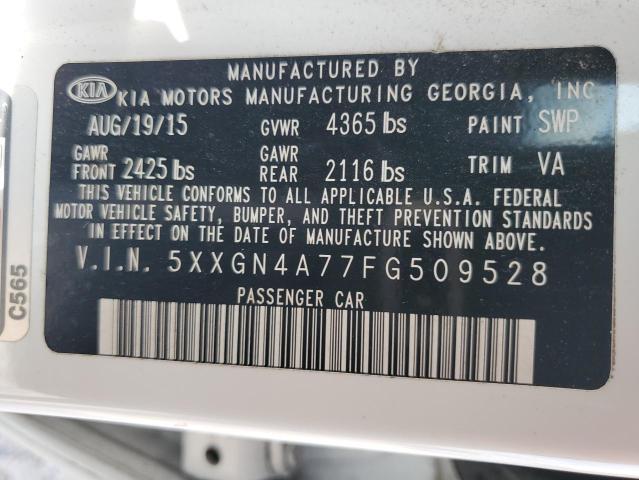 MANUFACTURED BY
KIA KIA MOTORS MANUFACTURING GEORGIA, INC
AUG/19/15 GVWR 4365 lbs PAINT SWP
GAWR FRONT 2425 lbs GAWR REAR 2116 lbs TRIM VA
THIS VEHICLE CONFORMS TO ALL APPLICABLE U.S.A. FEDERAL
MOTOR VEHICLE SAFETY, BUMPER, AND THEFT PREVENTION STANDARDS
IN EFFECT ON THE DATE OF MANUFACTURE SHOWN ABOVE.
V.I.N. 5XXGN4A77FG509528
PASSENGER CAR
C565